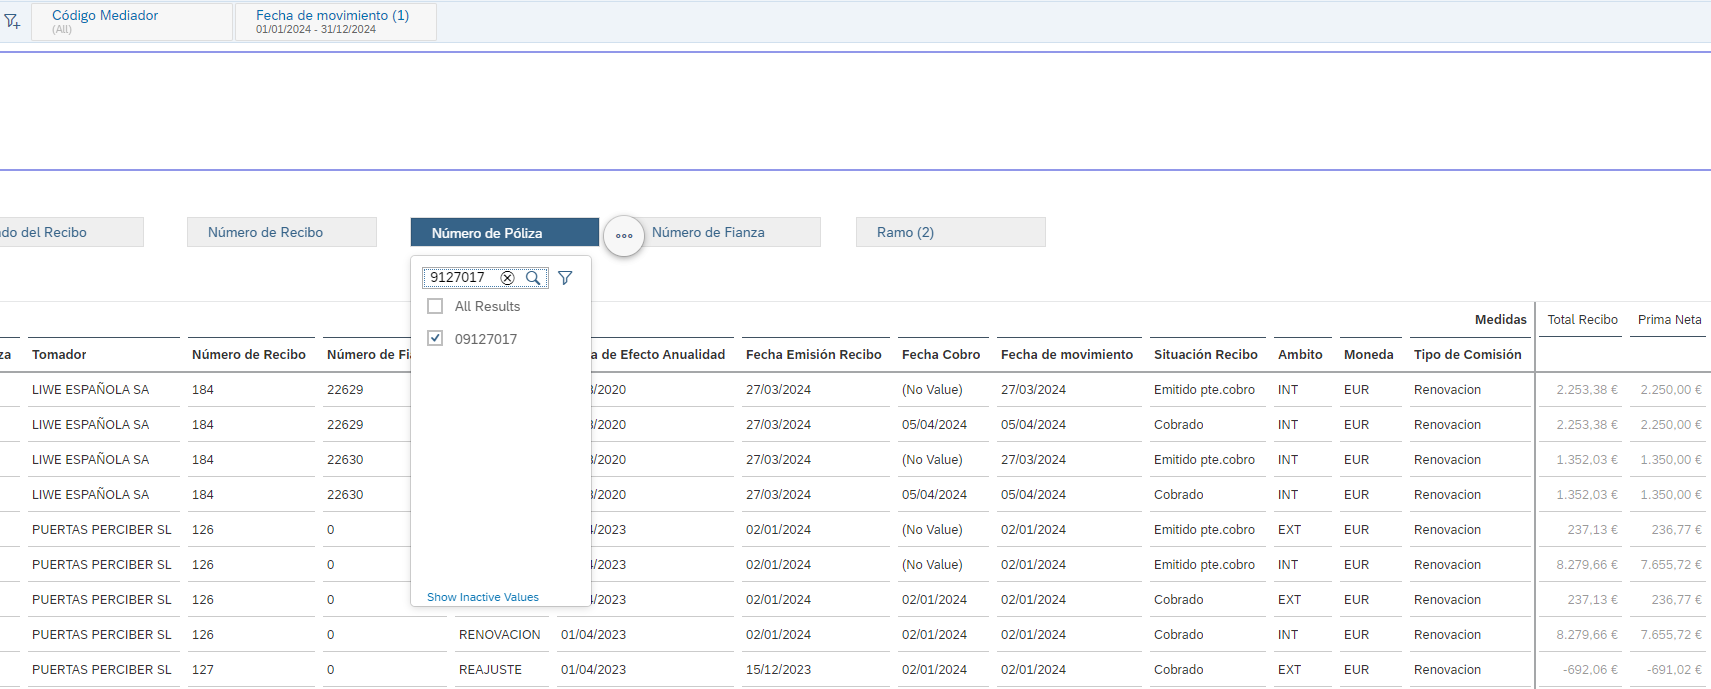 Código Mediador
(All)
Fecha de movimiento (1)
01/01/2024 - 31/12/2024
do del Recibo
Número de Recibo
Número de Póliza
Número de Fianza
Ramo (2)
9127017
All Results
09127017
Show Inactive Values
Medidas Total Recibo Prima Neta
za Tomador Número de Recibo Número de Fi a de Efecto Anualidad Fecha Emisión Recibo Fecha Cobro Fecha de movimiento Situación Recibo Ambito Moneda Tipo de Comisión
LIWE ESPAÑOLA SA 184 22629 /2020 27/03/2024 (No Value) 27/03/2024 Emitido pte.cobro INT EUR Renovacion 2.253,38 € 2.250,00 €
LIWE ESPAÑOLA SA 184 22629 /2020 27/03/2024 05/04/2024 05/04/2024 Cobrado INT EUR Renovacion 2.253,38 € 2.250,00 €
LIWE ESPAÑOLA SA 184 22630 /2020 27/03/2024 (No Value) 27/03/2024 Emitido pte.cobro INT EUR Renovacion 1.352,03 € 1.350,00 €
LIWE ESPAÑOLA SA 184 22630 /2020 27/03/2024 05/04/2024 05/04/2024 Cobrado INT EUR Renovacion 1.352,03 € 1.350,00 €
PUERTAS PERCIBER SL 126 0 /2023 02/01/2024 (No Value) 02/01/2024 Emitido pte.cobro EXT EUR Renovacion 237,13 € 236,77 €
PUERTAS PERCIBER SL 126 0 /2023 02/01/2024 (No Value) 02/01/2024 Emitido pte.cobro INT EUR Renovacion 8.279,66 € 7.655,72 €
PUERTAS PERCIBER SL 126 0 /2023 02/01/2024 02/01/2024 02/01/2024 Cobrado EXT EUR Renovacion 237,13 € 236,77 €
PUERTAS PERCIBER SL 126 0 RENOVACION 01/04/2023 02/01/2024 02/01/2024 02/01/2024 Cobrado INT EUR Renovacion 8.279,66 € 7.655,72 €
PUERTAS PERCIBER SL 127 0 REAJUSTE 01/04/2023 15/12/2023 02/01/2024 02/01/2024 Cobrado EXT EUR Renovacion -692,06 € -691,02 €